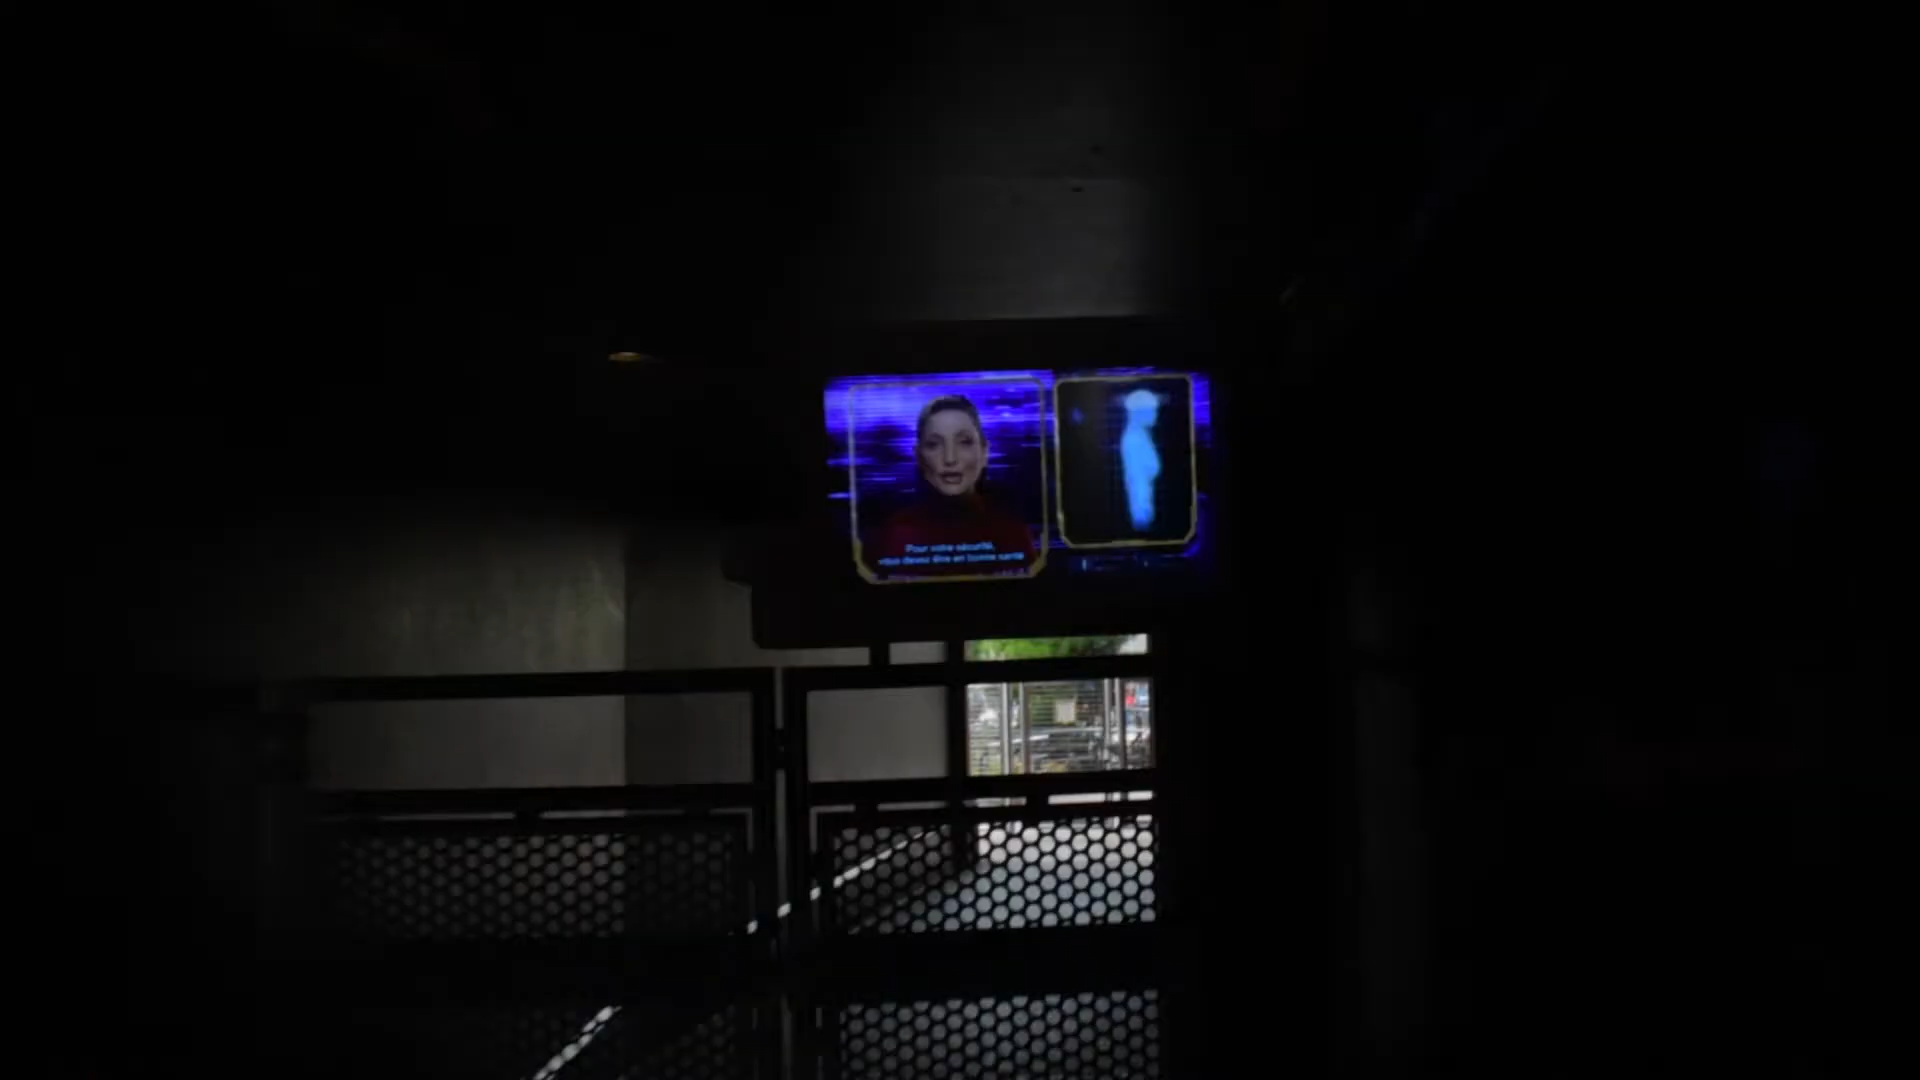 Pour votre sécurité,
vous devez être en bonne santé